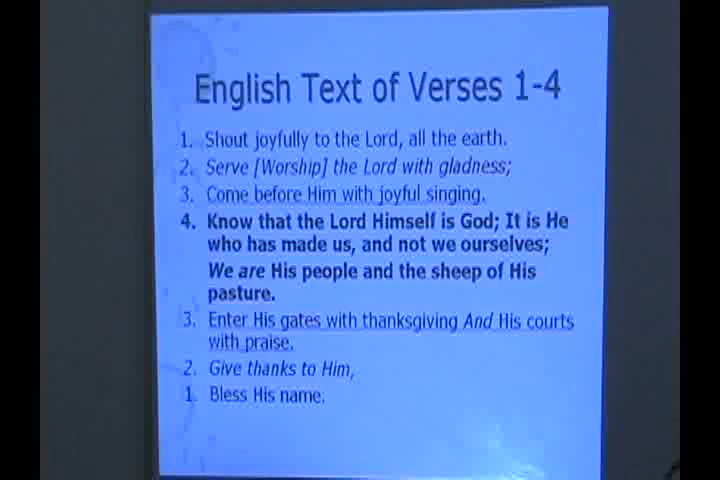 English Text of Verses 1-4
1. Shout joyfully to the Lord, all the earth.
2. Serve [Worship] the Lord with gladness;
3. Come before Him with joyful singing.
4. Know that the Lord Himself is God; It is He
who has made us, and not we ourselves;
We are His people and the sheep of His
pasture.
3. Enter His gates with thanksgiving And His courts
with praise.
2. Give thanks to Him,
1. Bless His name.